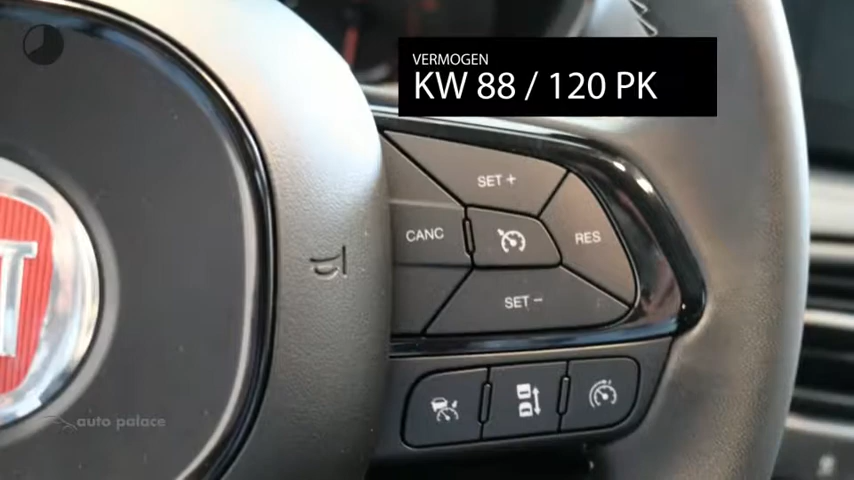 VERMOGEN
KW 88 / 120 PK
SET +
CANC
RES
SET -
auto palace